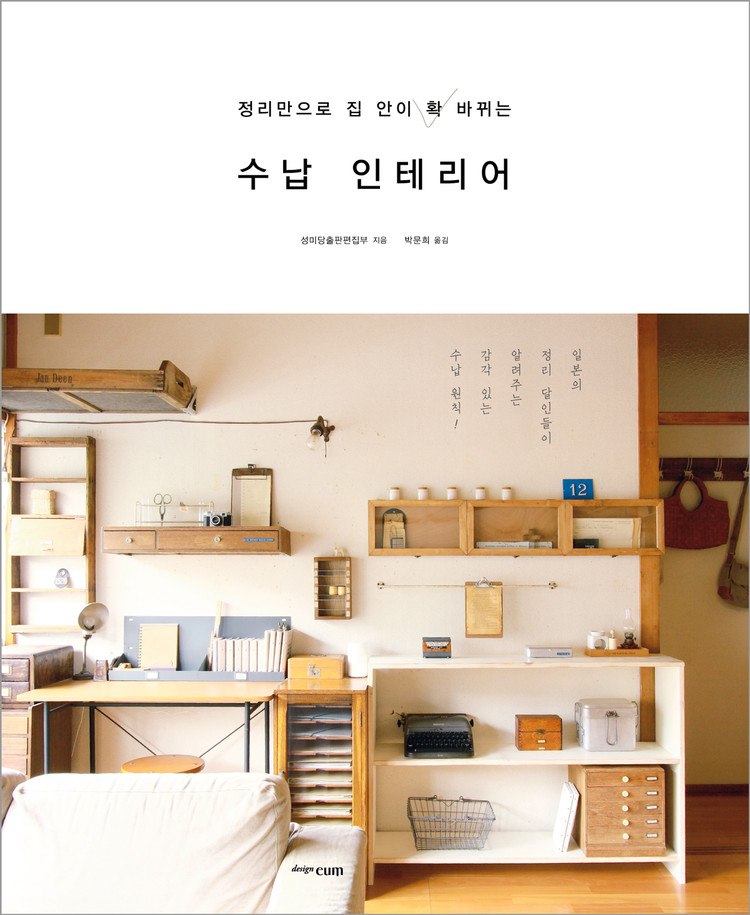 정리만으로 집 안이 확 바뀌는
수납 인테리어
성미당출판편집부 지음 박문희 옮김
일본의
정리 달인들이
알려주는
감각 있는
수납 원칙!
Jan Deen
12
design cum